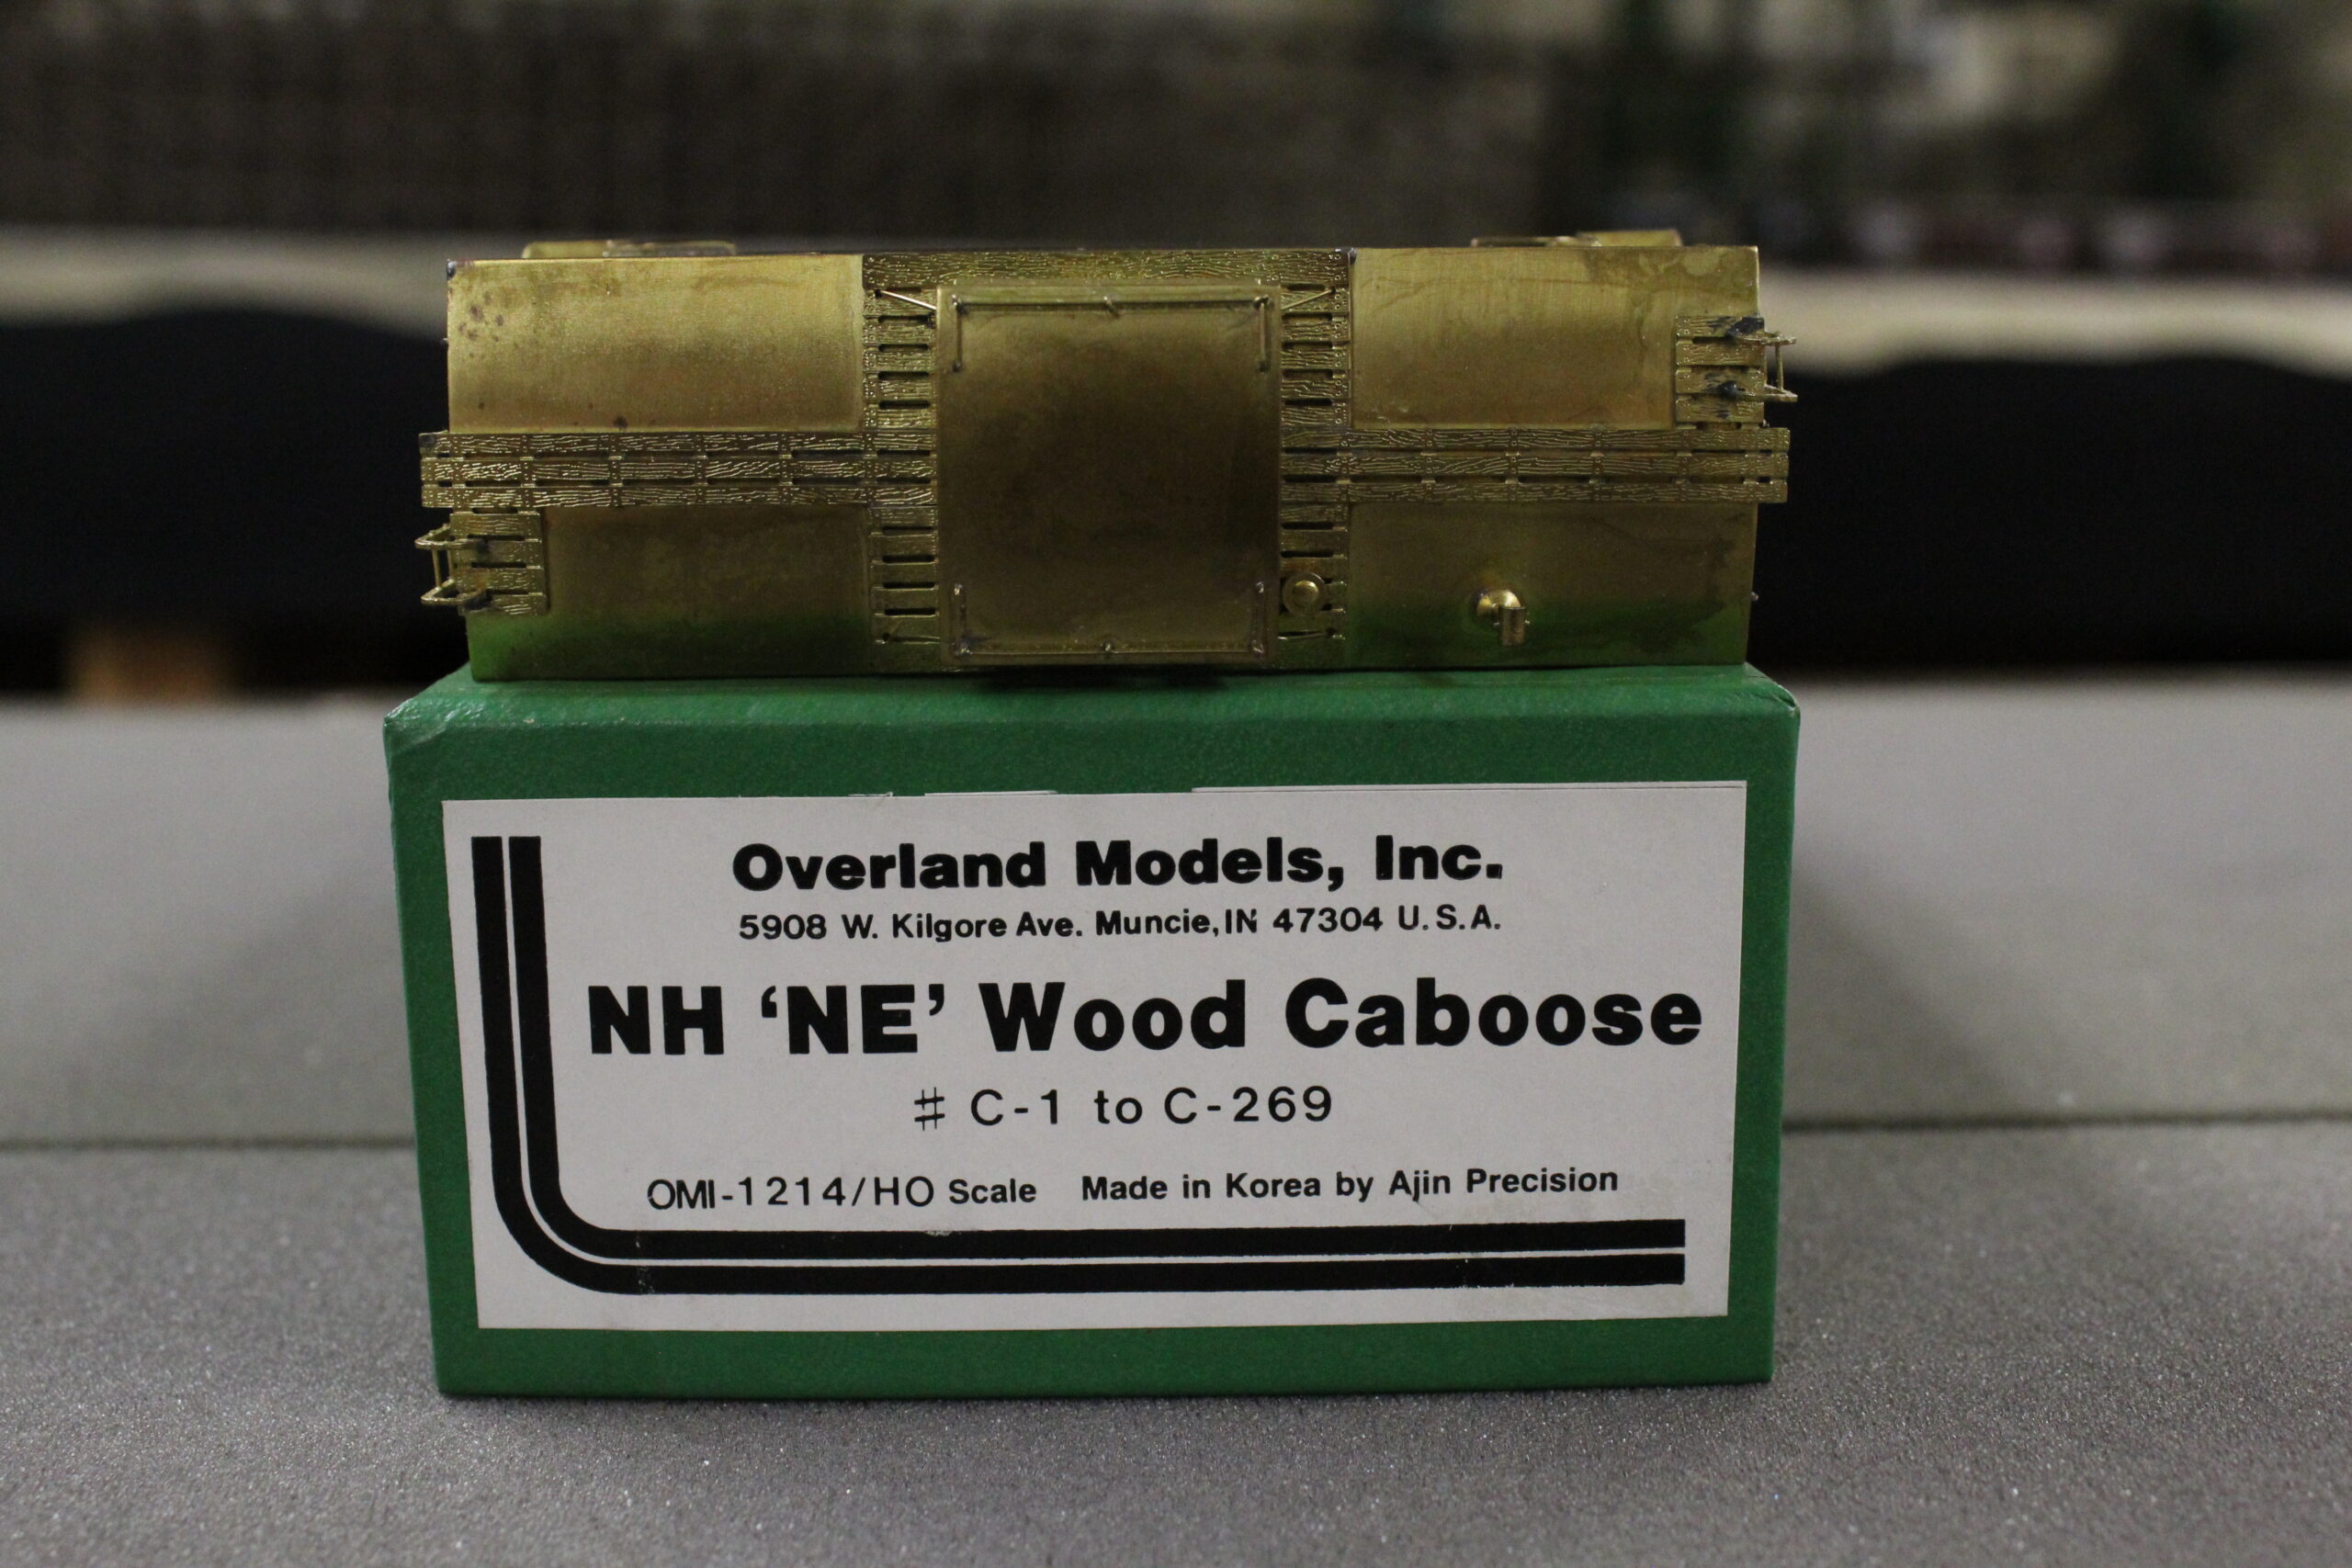 Overland Models, Inc.
5908 W. Kilgore Ave. Muncie, IN 47304 U.S.A.
NH ‘NE’ Wood Caboose
# C-1 to C-269
OMI-1214/HO Scale Made in Korea by Ajin Precision